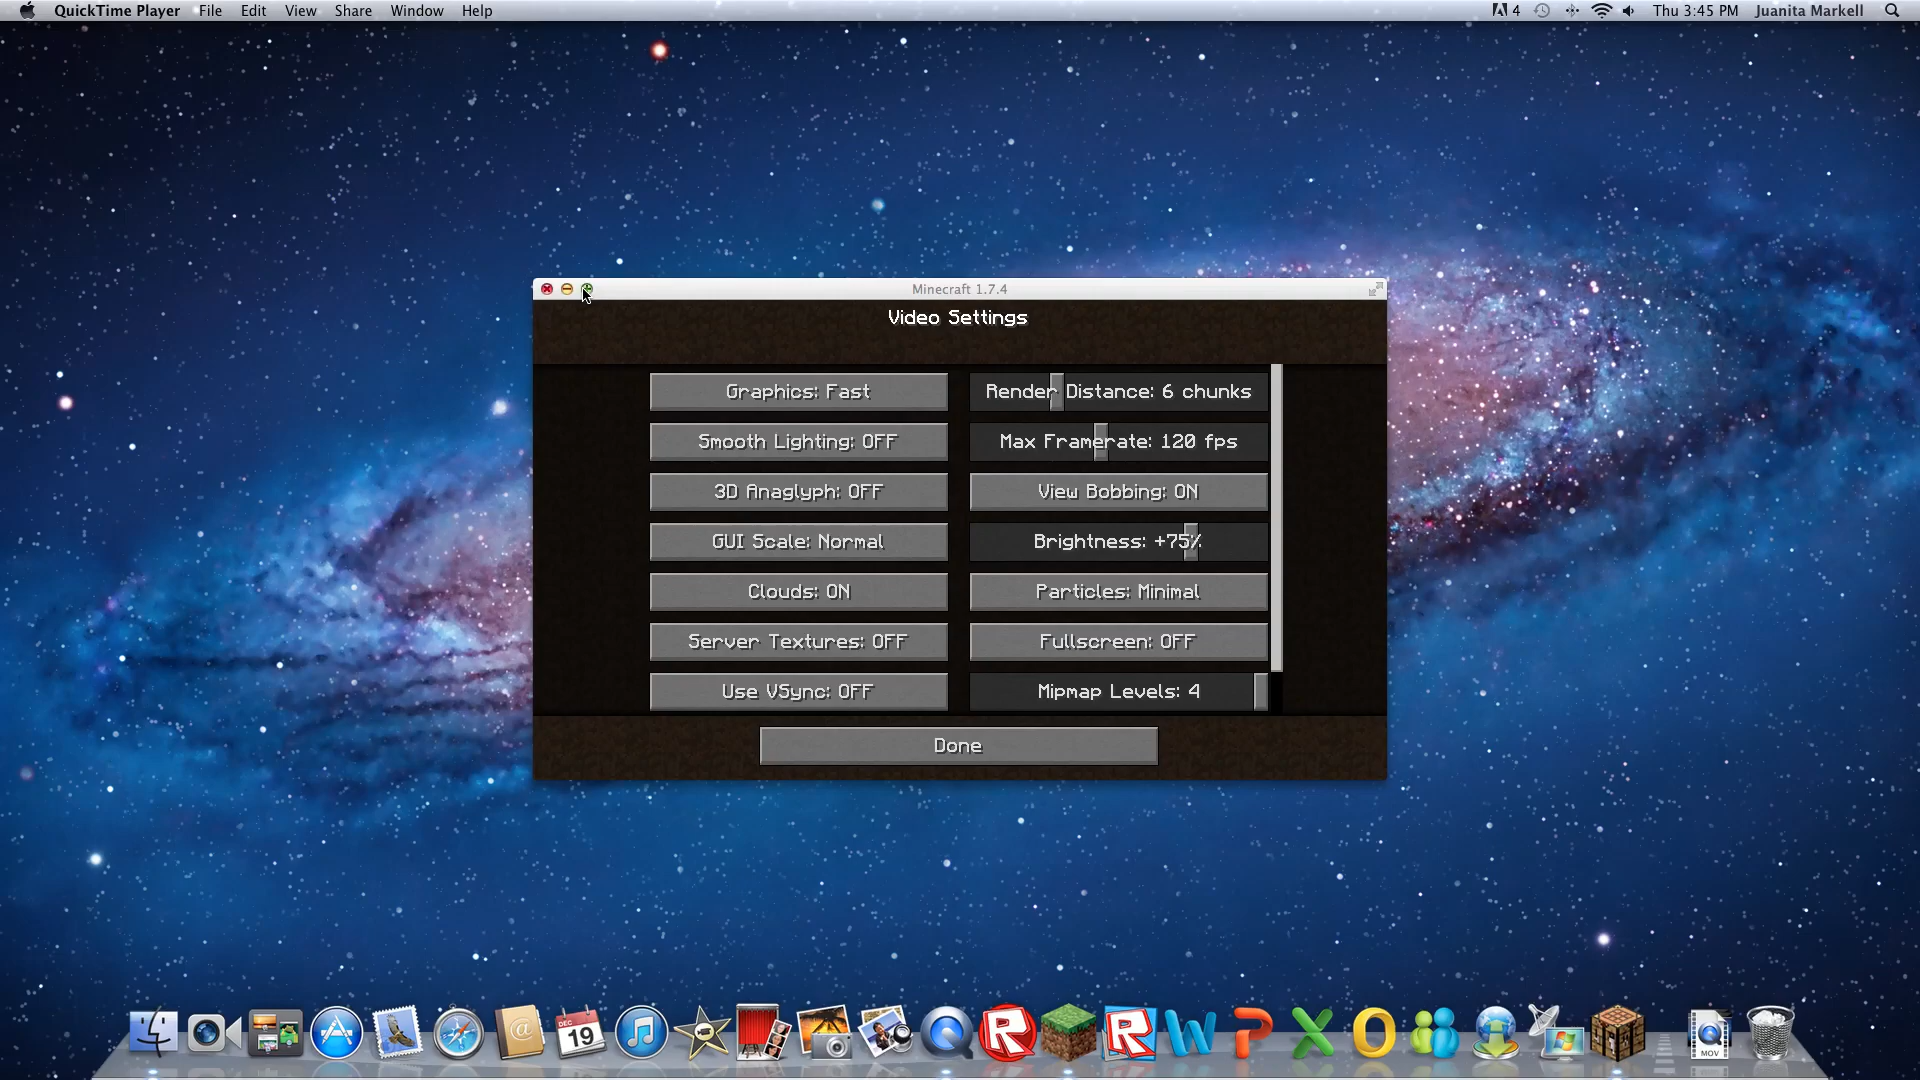 QuickTime Player File Edit View Share Window Help 4 Thu 3:45 PM Juanita Markell
Minecraft 1.7.4
Video Settings
Graphics: Fast
Render Distance: 6 chunks
Smooth Lighting: OFF
Max Framerate: 120 fps
3D Anaglyph: OFF
View Bobbing: ON
GUI Scale: Normal
Brightness: +75%
Clouds: ON
Particles: Minimal
Server Textures: OFF
Fullscreen: OFF
Use VSync: OFF
Mipmap Levels: 4
Done
DEC
19
MOV